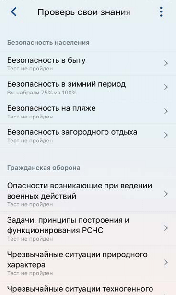 Проверь свои знания
Безопасность населения
Безопасность в быту
Тест не пройден
Безопасность в зимний период
Безопасность на пляже
Тест не пройден
Безопасность загородного отдыха
Тест не пройден
Гражданская оборона
Опасности возникающие при ведении
военных действий
Тест не пройден
Задачи, принципы построения и
функционирования РСЧС
Тест не пройден
Чрезвычайные ситуации природного
характера
Тест не пройден
Чрезвычайные ситуации техногенного